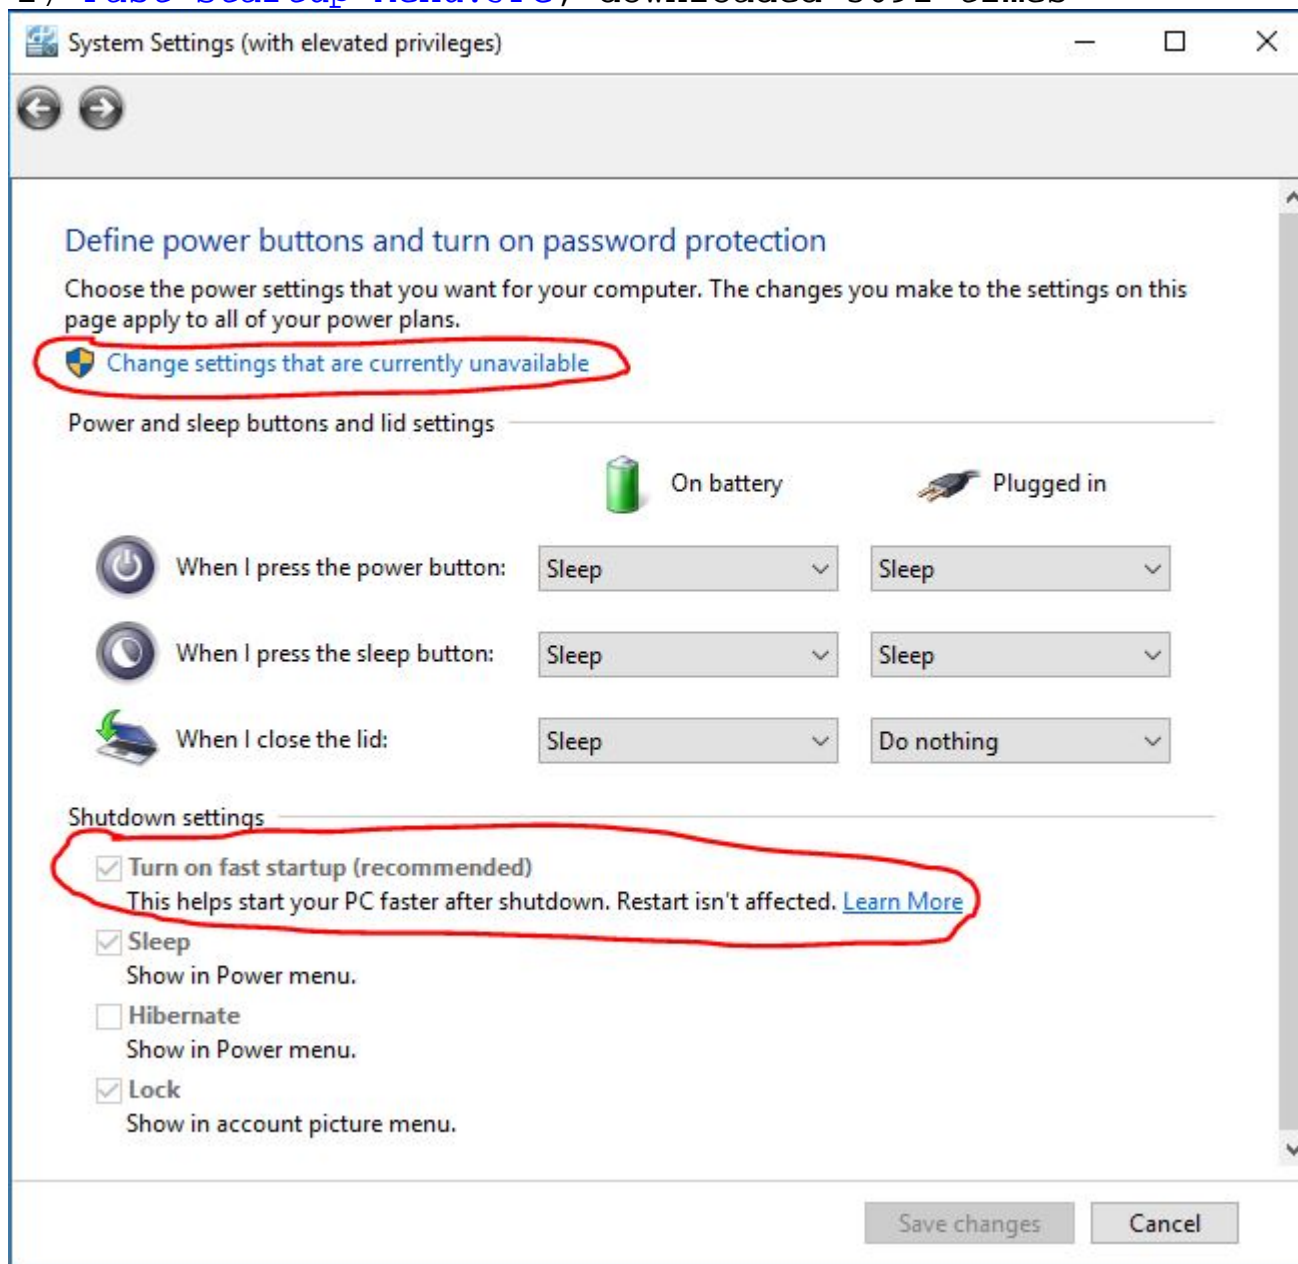 System Settings (with elevated privileges)
Define power buttons and turn on password protection
Choose the power settings that you want for your computer. The changes you make to the settings on this
page apply to all of your power plans.
Change settings that are currently unavailable
Power and sleep buttons and lid settings
On battery Plugged in
When I press the power button: Sleep Sleep
When I press the sleep button: Sleep Sleep
When I close the lid: Sleep Do nothing
Shutdown settings
Turn on fast startup (recommended)
This helps start your PC faster after shutdown. Restart isn't affected. Learn More
Sleep
Show in Power menu.
Hibernate
Show in Power menu.
Lock
Show in account picture menu.
Save changes Cancel